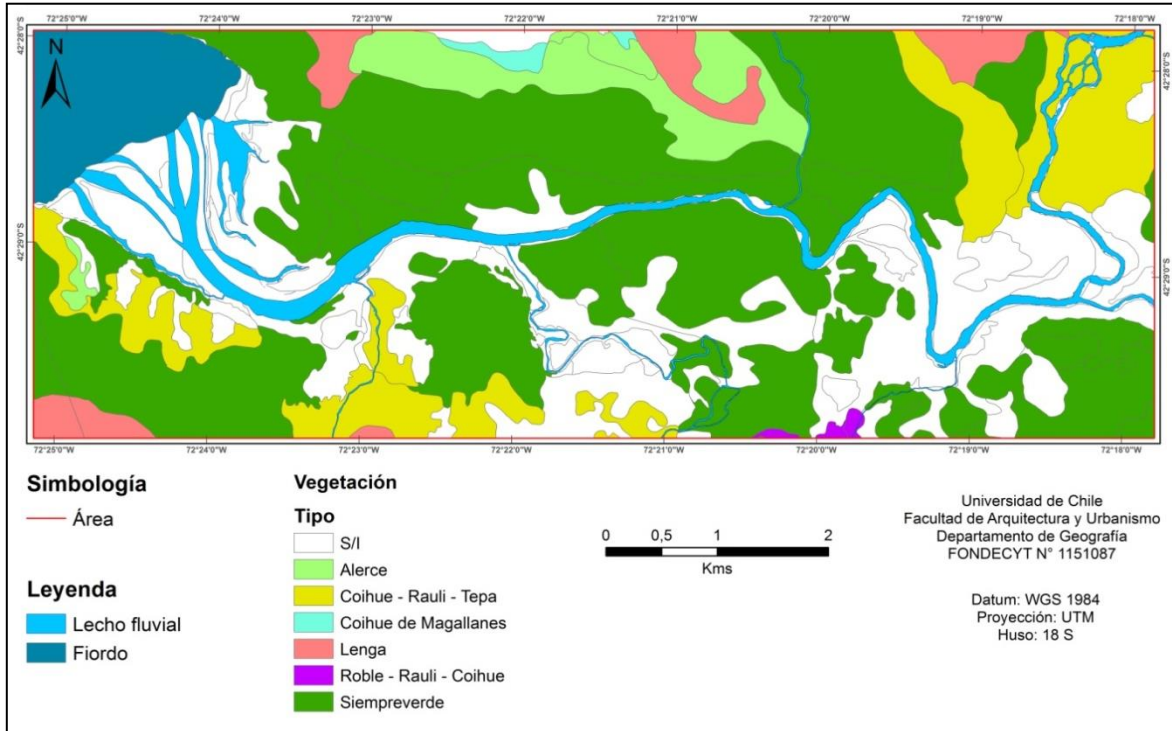 72°25'0"O 72°24'0"O 72°23'0"O 72°22'0"O 72°21'0"O 72°20'0"O 72°19'0"O 72°18'0"O
42°28'0"S
42°28'0"S
N
42°29'0"S
42°29'0"S
72°25'0"O 72°24'0"O 72°23'0"O 72°22'0"O 72°21'0"O 72°20'0"O 72°19'0"O 72°18'0"O
Simbología
Área
Leyenda
Lecho fluvial
Fiordo
Vegetación
Tipo
S/I
Alerce
Coihue - Rauli - Tepa
Coihue de Magallanes
Lenga
Roble - Rauli - Coihue
Siempreverde
0 0,5 1 2
Kms
Universidad de Chile
Facultad de Arquitectura y Urbanismo
Departamento de Geografía
FONDECYT N° 1151087
Datum: WGS 1984
Proyección: UTM
Huso: 18 S